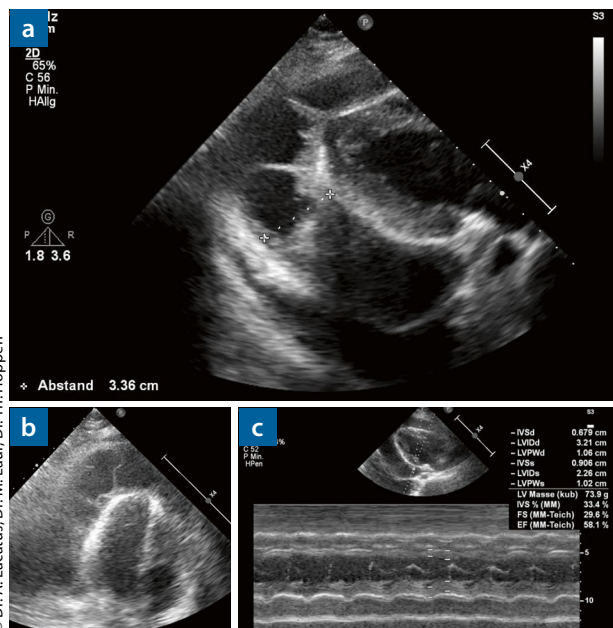 a
2D
65%
C 56
P Min.
HAllg
P
S3
X4
G
P R
1.8 3.6
Abstand 3.36 cm
b
X4
c
C 52
P Min.
HPen
X4
S3
IVSd 0.679 cm
LVIDd 3.21 cm
LVPWd 1.06 cm
IVSs 0.906 cm
LVIDs 2.26 cm
LVPWs 1.02 cm
LV Masse (kub) 73.9 g
IVS % (MM) 33.4 %
FS (MM-Teich) 29.6 %
EF (MM-Teich) 58.1 %
5
10